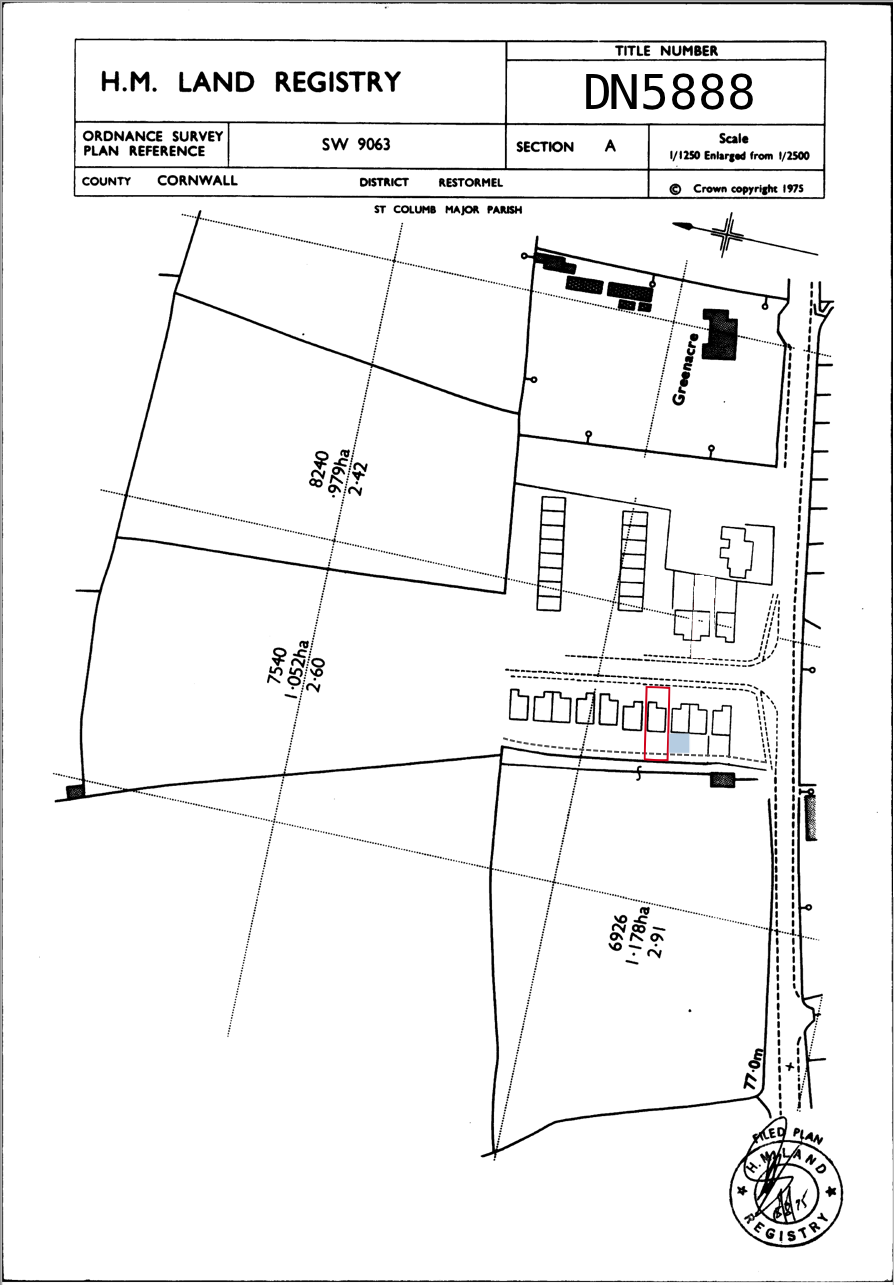 H.M. LAND REGISTRY
TITLE NUMBER
DN5888
ORDNANCE SURVEY
PLAN REFERENCE
SW 9063
SECTION A
Scale
1/1250 Enlarged from 1/2500
COUNTY CORNWALL
DISTRICT RESTORMEL
© Crown copyright 1975
ST COLUMB MAJOR PARISH
Greenacre
8240
·979ha
2·42
7540
1·052ha
2·60
6926
1·178ha
2·91
77·0m
FILED PLAN
H.M. LAND
REGISTRY